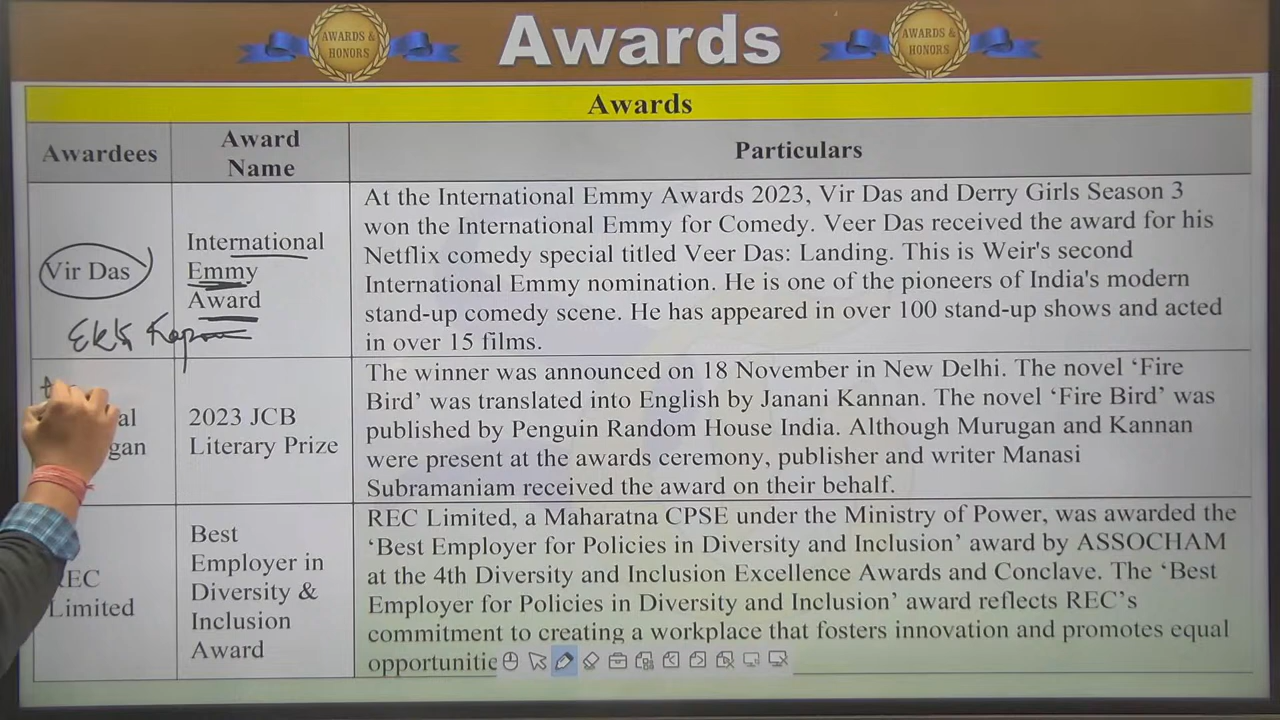 AWARDS &
HONORS
Awards
AWARDS &
HONORS
Awards
Awardees
Award
Name
Particulars
Vir Das
International
Emmy
Award
At the International Emmy Awards 2023, Vir Das and Derry Girls Season 3
won the International Emmy for Comedy. Veer Das received the award for his
Netflix comedy special titled Veer Das: Landing. This is Weir's second
International Emmy nomination. He is one of the pioneers of India's modern
stand-up comedy scene. He has appeared in over 100 stand-up shows and acted
in over 15 films.
al
gan
2023 JCB
Literary Prize
The winner was announced on 18 November in New Delhi. The novel ‘Fire
Bird’ was translated into English by Janani Kannan. The novel ‘Fire Bird’ was
published by Penguin Random House India. Although Murugan and Kannan
were present at the awards ceremony, publisher and writer Manasi
Subramaniam received the award on their behalf.
REC
Limited
Best
Employer in
Diversity &
Inclusion
Award
REC Limited, a Maharatna CPSE under the Ministry of Power, was awarded the
‘Best Employer for Policies in Diversity and Inclusion’ award by ASSOCHAM
at the 4th Diversity and Inclusion Excellence Awards and Conclave. The ‘Best
Employer for Policies in Diversity and Inclusion’ award reflects REC’s
commitment to creating a workplace that fosters innovation and promotes equal
opportunitie